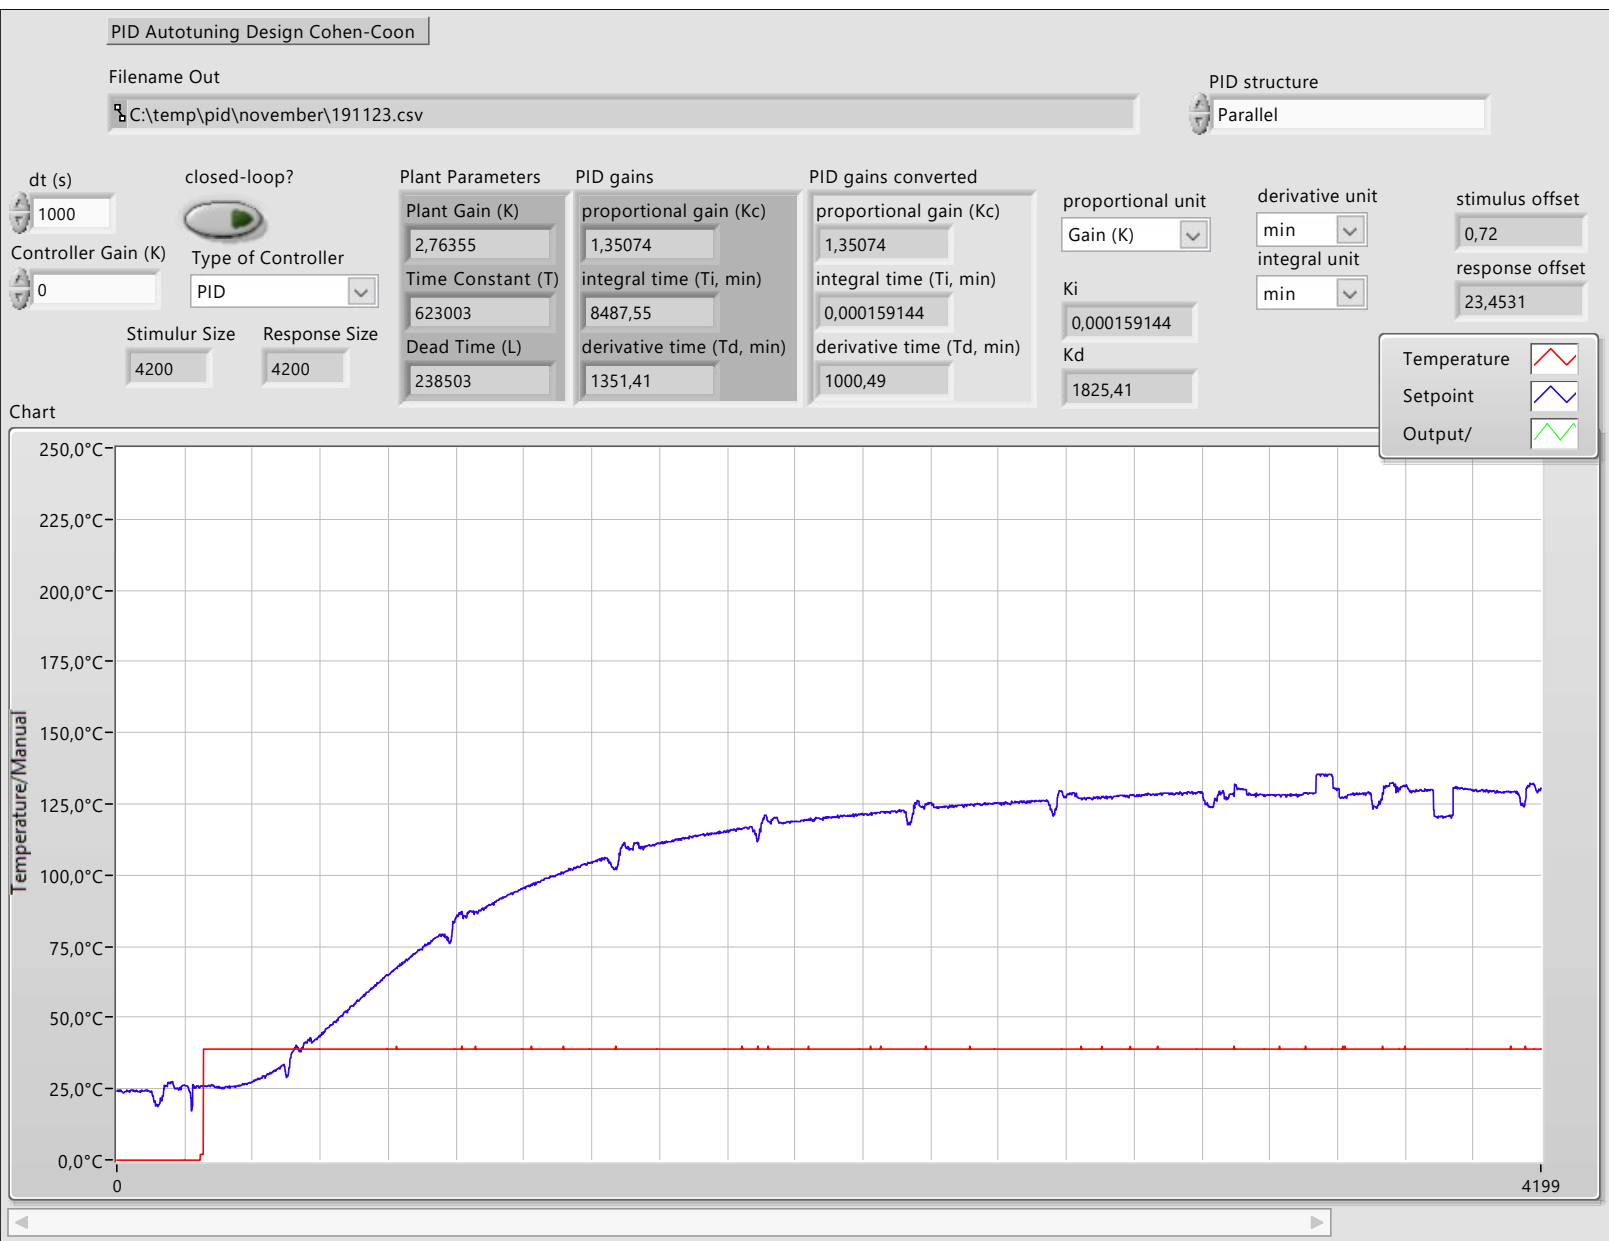 PID Autotuning Design Cohen-Coon
Filename Out
C:\temp\pid\november\191123.csv
PID structure
Parallel
dt (s)
1000
closed-loop?
Controller Gain (K)
0
Type of Controller
PID
Stimulur Size
4200
Response Size
4200
Plant Parameters
Plant Gain (K)
2,76355
Time Constant (T)
623003
Dead Time (L)
238503
PID gains
proportional gain (Kc)
1,35074
integral time (Ti, min)
8487,55
derivative time (Td, min)
1351,41
PID gains converted
proportional gain (Kc)
1,35074
integral time (Ti, min)
0,000159144
derivative time (Td, min)
1000,49
proportional unit
Gain (K)
Ki
0,000159144
Kd
1825,41
derivative unit
min
integral unit
min
stimulus offset
0,72
response offset
23,4531
Temperature
Setpoint
Output/
Chart
Temperature/Manual
250,0°C
225,0°C
200,0°C
175,0°C
150,0°C
125,0°C
100,0°C
75,0°C
50,0°C
25,0°C
0,0°C
0
4199